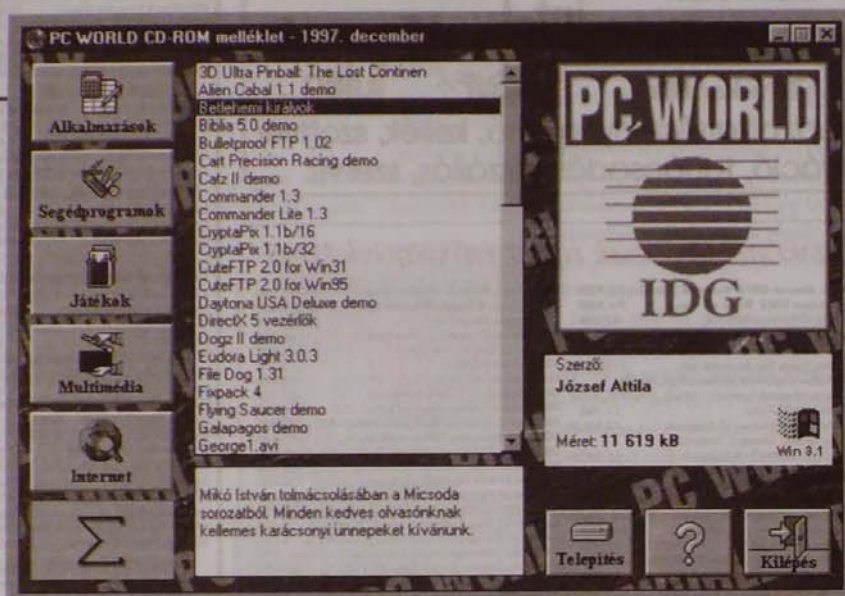 PC WORLD CD-ROM melléklet - 1997. december
Alkalmazások
Segédprogramok
Játékok
Multimédia
Internet
Σ
3D Ultra Pinball: The Lost Continen
Alien Cabal 1.1 demo
Betlehemi királyok
Biblia 5.0 demo
Bulletproof FTP 1.02
Cart Precision Racing demo
Catz II demo
Commander 1.3
Commander Lite 1.3
CryptaPix 1.1b/16
CryptaPix 1.1b/32
CuteFTP 2.0 for Win31
CuteFTP 2.0 for Win95
Daytona USA Deluxe demo
DirectX 5 vezérlők
Dogz II demo
Eudora Light 3.0.3
File Dog 1.31
Fixpack 4
Flying Saucer demo
Galapagos demo
George1.avi
Mikó István tolmácsolásában a Micsoda
sorozatból. Minden kedves olvasónknak
kellemes karácsonyi ünnepeket kívánunk.
PC WORLD
IDG
Szerző:
József Attila
Méret: 11 619 kB
Win 3.1
Telepítés
?
Kilépés